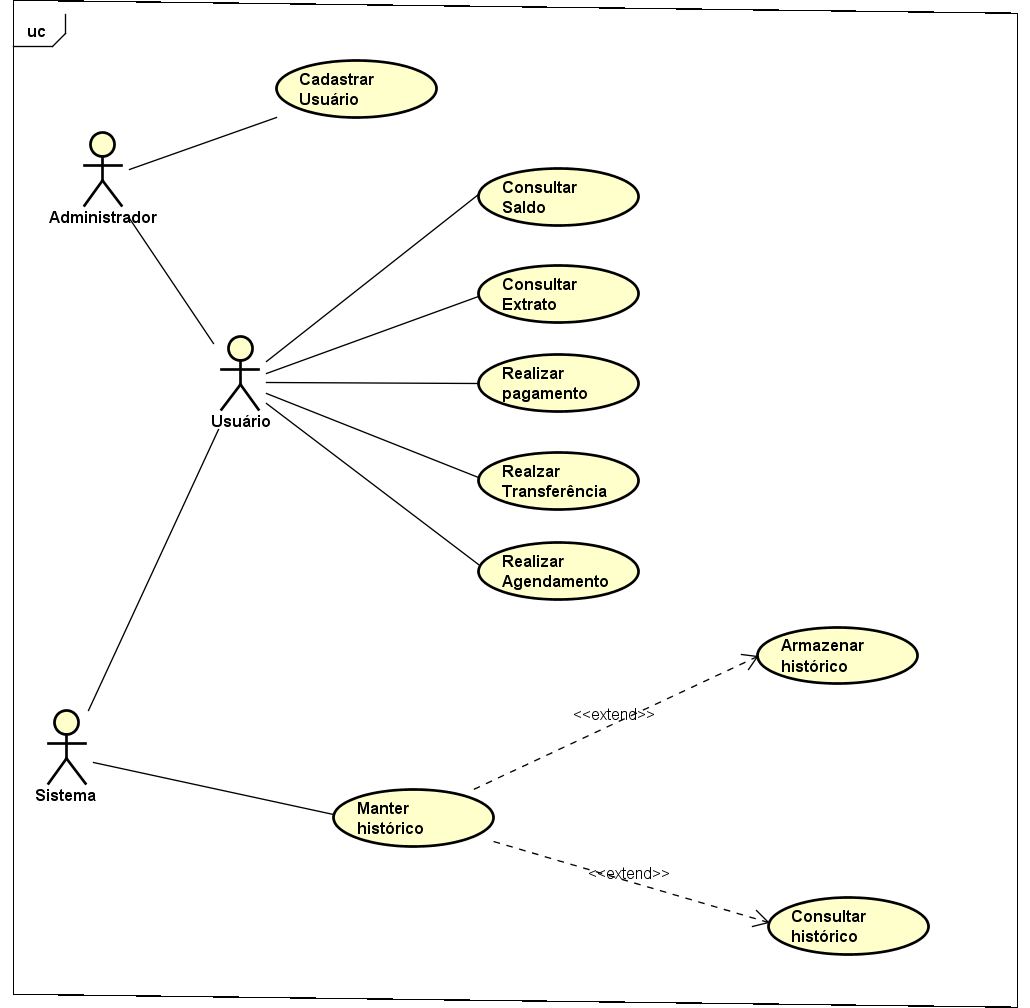 uc
Cadastrar
Usuário
Administrador
Consultar
Saldo
Consultar
Extrato
Realizar
pagamento
Usuário
Realzar
Transferência
Realizar
Agendamento
Armazenar
histórico
<<extend>>
Sistema
Manter
histórico
<<extend>>
Consultar
histórico